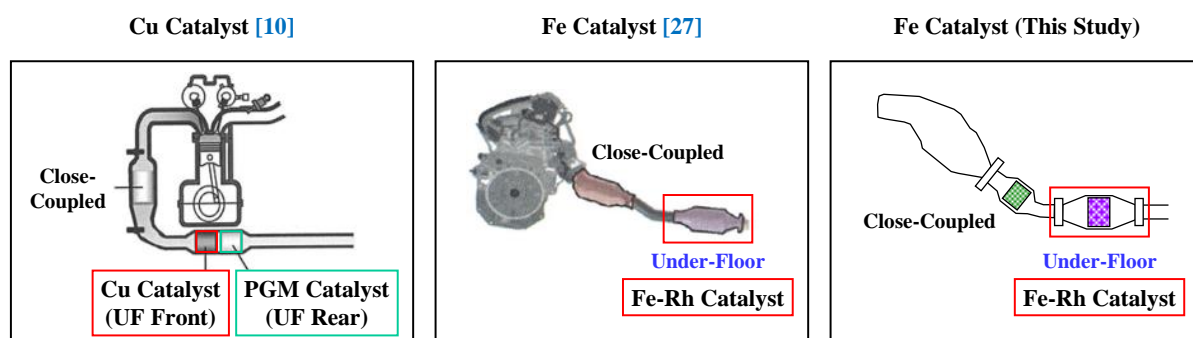 Cu Catalyst [10]
Fe Catalyst [27]
Fe Catalyst (This Study)
Close-
Coupled
Cu Catalyst
(UF Front)
PGM Catalyst
(UF Rear)
Close-Coupled
Under-Floor
Fe-Rh Catalyst
Close-Coupled
Under-Floor
Fe-Rh Catalyst